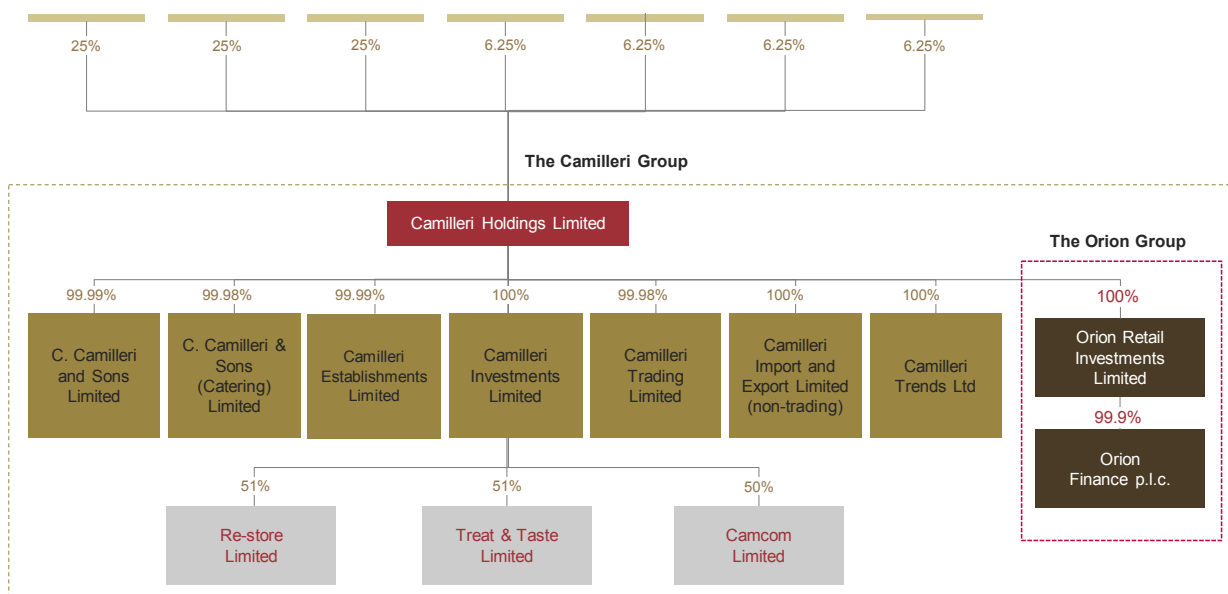 25%
25%
25%
6.25%
6.25%
6.25%
6.25%
The Camilleri Group
Camilleri Holdings Limited
The Orion Group
99.99%
99.98%
99.99%
100%
99.98%
100%
100%
100%
C. Camilleri
and Sons
Limited
C. Camilleri &
Sons
(Catering)
Limited
Camilleri
Establishments
Limited
Camilleri
Investments
Limited
Camilleri
Trading
Limited
Camilleri
Import and
Export Limited
(non-trading)
Camilleri
Trends Ltd
Orion Retail
Investments
Limited
99.9%
Orion
Finance p.l.c.
51%
51%
50%
Re-store
Limited
Treat & Taste
Limited
Camcom
Limited